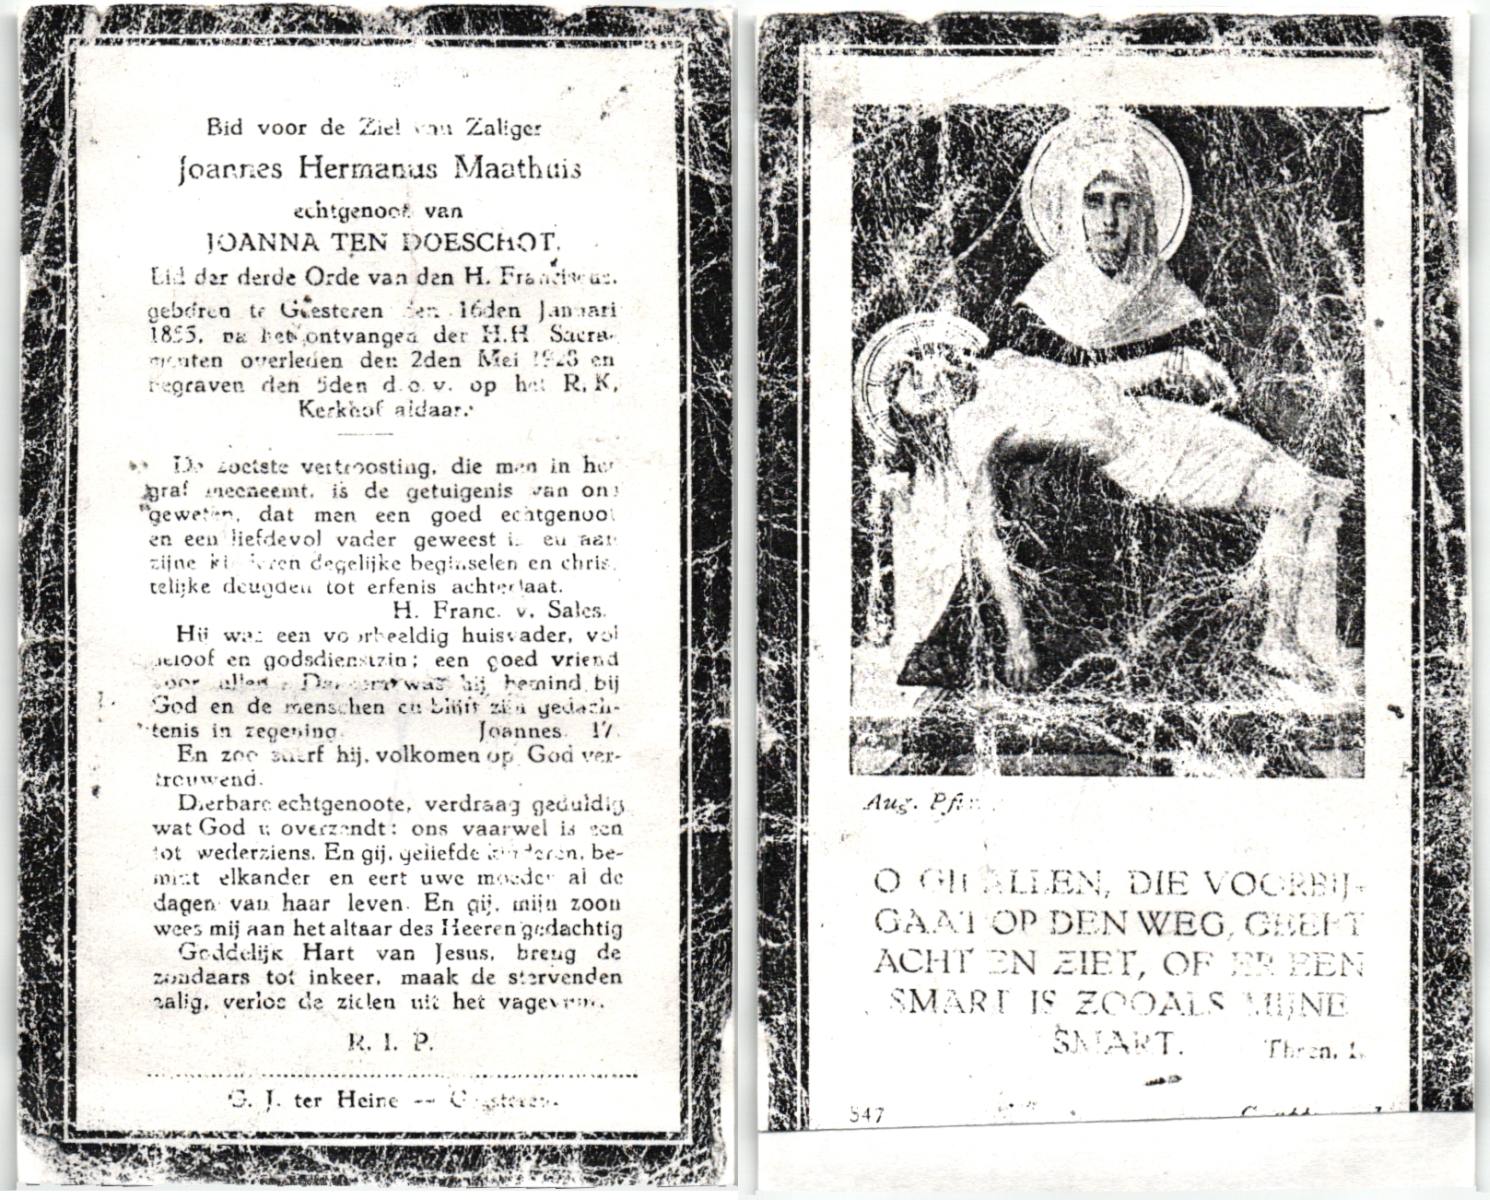 Bid voor de Ziel van Zaliger
Joannes Hermanus Maathuis
echtgenoot van
JOANNA TEN DOESCHOT.
Lid der derde Orde van den H. Franciscus.
geboren te Geesteren den 16den Januari
1855, na het ontvangen der H.H Sacra-
menten overleden den 2den Mei 1928 en
begraven den 5den d.o.v. op het R. K.
Kerkhof aldaar.
De zoetste vertroosting, die men in het
graf meeneemt, is de getuigenis van ons
geweten, dat men een goed echtgenoot
en een liefdevol vader geweest is en aan
zijne kinderen degelijke beginselen en chris-
telijke deugden tot erfenis achterlaat.
H. Franc. v. Sales.
Hij was een voorbeeldig huisvader, vol
geloof en godsdienstzin; een goed vriend
voor allen. Daarom was hij bemind bij
God en de menschen en blijft zijn gedach-
tenis in zegening. Joannes. 17.
En zoo stierf hij, volkomen op God ver-
trouwend.
Dierbare echtgenoote, verdraag geduldig
wat God u overzendt: ons vaarwel is een
tot wederziens. En gij, geliefde kinderen, be-
mint elkander en eert uwe moeder al de
dagen van haar leven. En gij, mijn zoon
wees mij aan het altaar des Heeren gedachtig
Goddelijk Hart van Jesus, breng de
zondaars tot inkeer, maak de stervenden
zalig, verlos de zielen uit het vagevuur.
R. I. P.
G. J. ter Heine -- Geesteren.
Aug. Pfen
O GIJ ALLEN, DIE VOORBIJ-
GAAT OP DEN WEG, GEEFT
ACHT EN ZIET, OF ER EEN
SMART IS ZOOALS MIJNE
SMART. Thren. I.
547